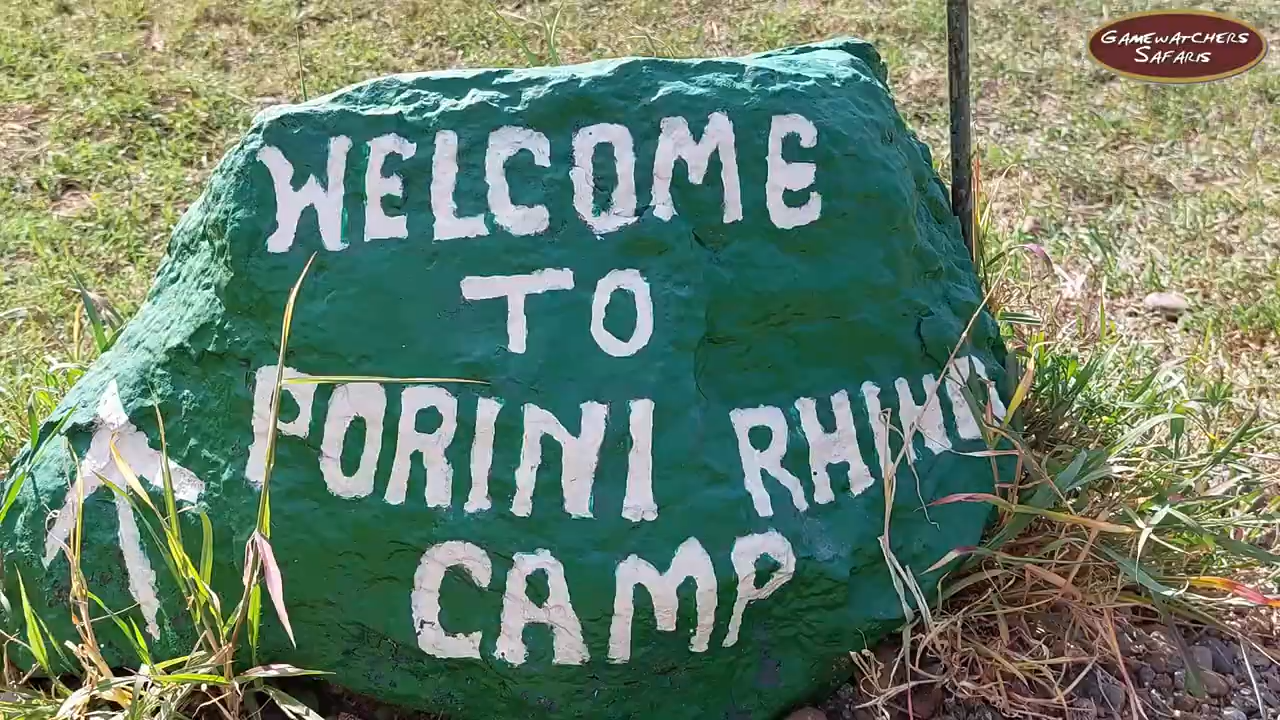 GAMEWATCHERS
SAFARIS
WELCOME
TO
PORINI RHINO
CAMP